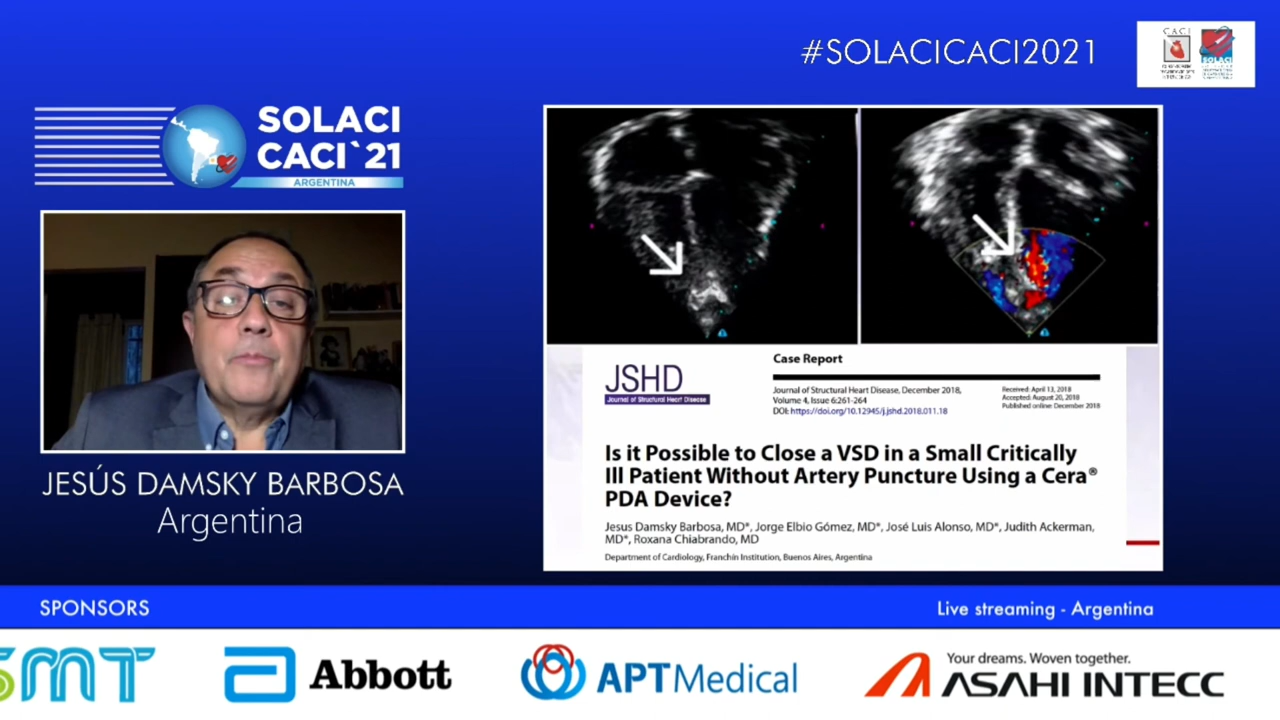 #SOLACICACI2021
CACI
SOLACI
SOLACI
CACI`21
ARGENTINA
JESÚS DAMSKY BARBOSA
Argentina
JSHD
Journal of Structural Heart Disease
Case Report
Journal of Structural Heart Disease, December 2018,
Volume 4, Issue 6:261-264
DOI: https://doi.org/10.12945/j.jshd.2018.011.18
Received: April 13, 2018
Accepted: August 20, 2018
Published online: December 2018
Is it Possible to Close a VSD in a Small Critically
Ill Patient Without Artery Puncture Using a Cera®
PDA Device?
Jesus Damsky Barbosa, MD*, Jorge Elbio Gómez, MD*, José Luis Alonso, MD*, Judith Ackerman,
MD*, Roxana Chiabrando, MD
Department of Cardiology, Franchin Institution, Buenos Aires, Argentina
SPONSORS
Live streaming - Argentina
SMT
Abbott
APT Medical
Your dreams. Woven together.
ASAHI INTECC